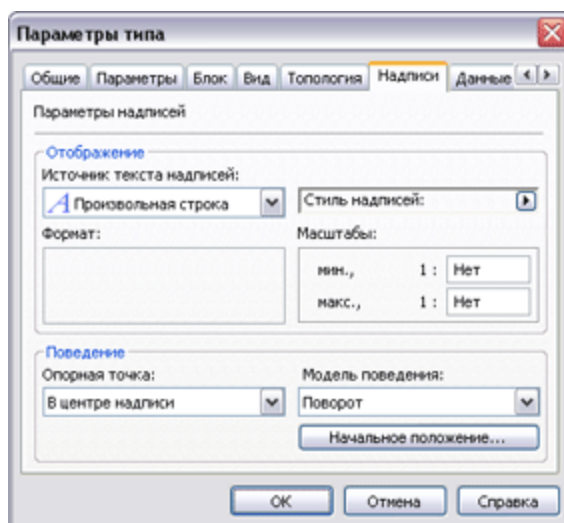 Параметры типа
Общие Параметры Блок Вид Топология Надписи Данные
Параметры надписей
Отображение
Источник текста надписей:
A Произвольная строка
Стиль надписей:
Формат:
Масштабы:
мин., 1 : Нет
макс., 1 : Нет
Поведение
Опорная точка:
Модель поведения:
В центре надписи
Поворот
Начальное положение...
ОК Отмена Справка